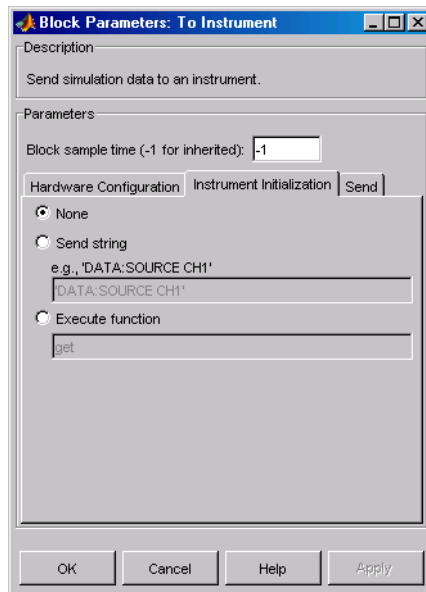 Block Parameters: To Instrument
Description
Send simulation data to an instrument.
Parameters
Block sample time (-1 for inherited): -1
Hardware Configuration Instrument Initialization Send
None
Send string
e.g., 'DATA:SOURCE CH1'
'DATA:SOURCE CH1'
Execute function
get
OK Cancel Help Apply